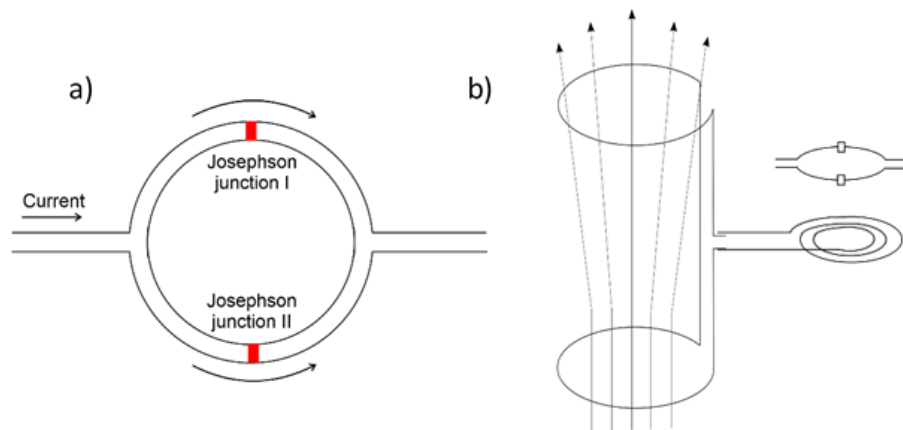 a)
b)
Josephson
junction I
Current
Josephson
junction II